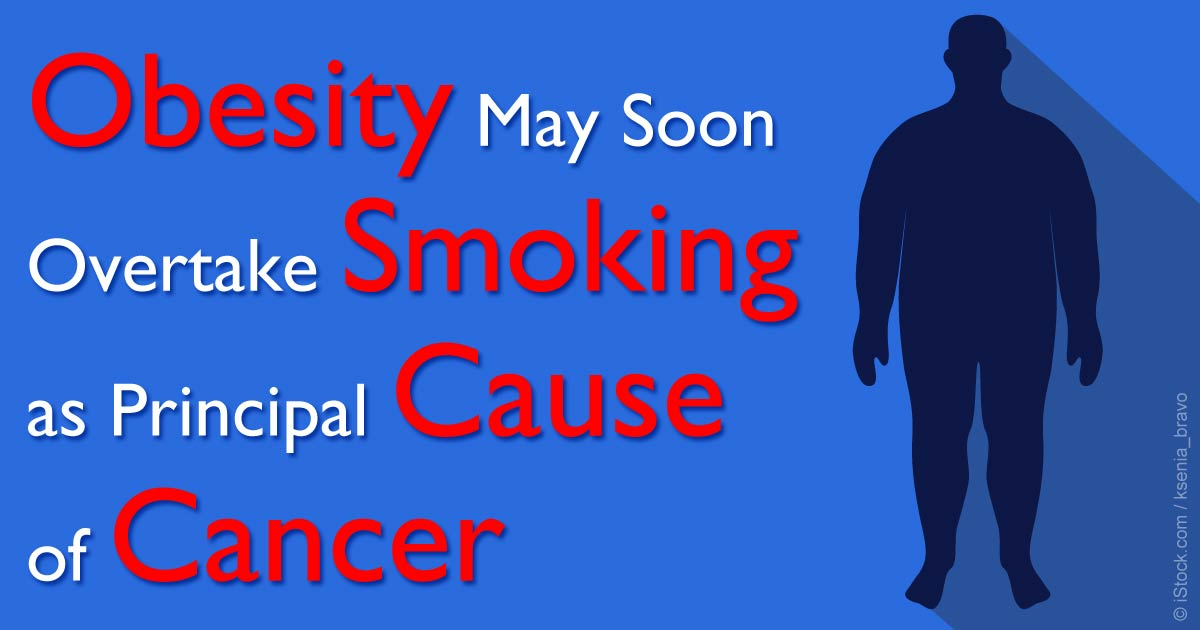 Obesity May Soon
Overtake Smoking
as Principal Cause
of Cancer
© iStock.com / ksenia_bravo